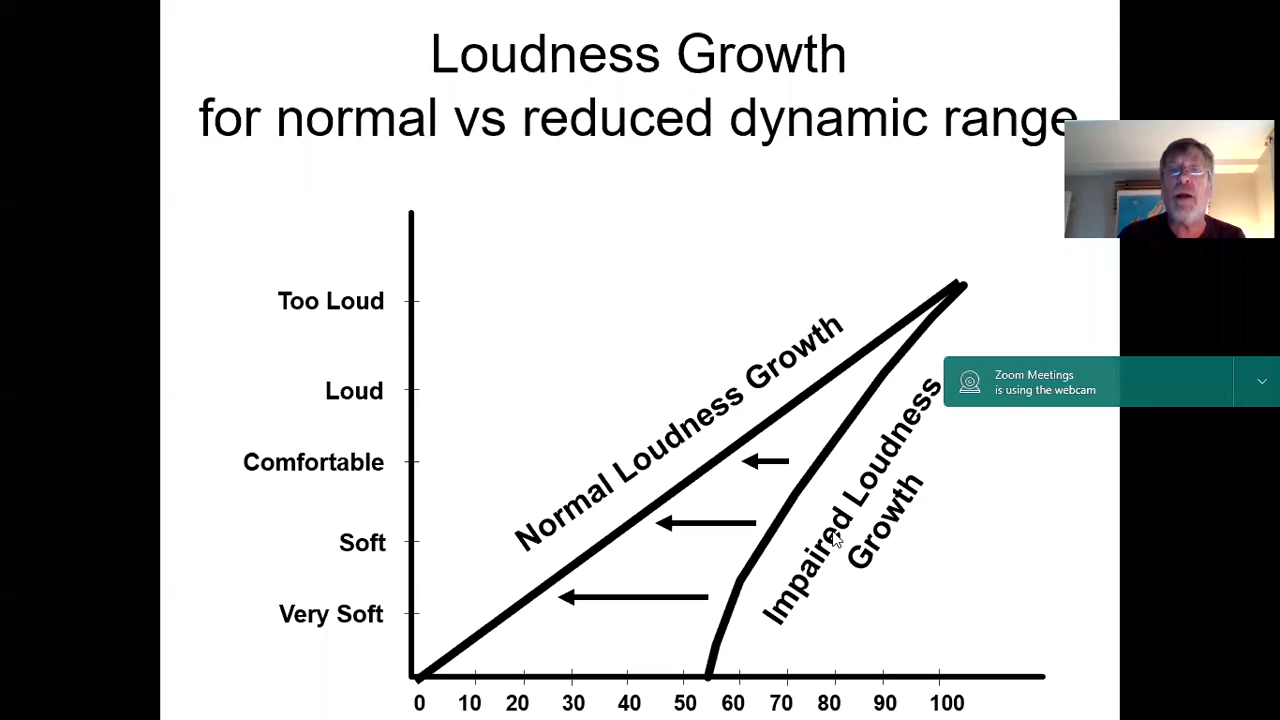 Loudness Growth
for normal vs reduced dynamic range
Too Loud
Loud
Comfortable
Soft
Very Soft
Normal Loudness Growth
Impaired Loudness
Growth
Zoom Meetings
is using the webcam
0 10 20 30 40 50 60 70 80 90 100